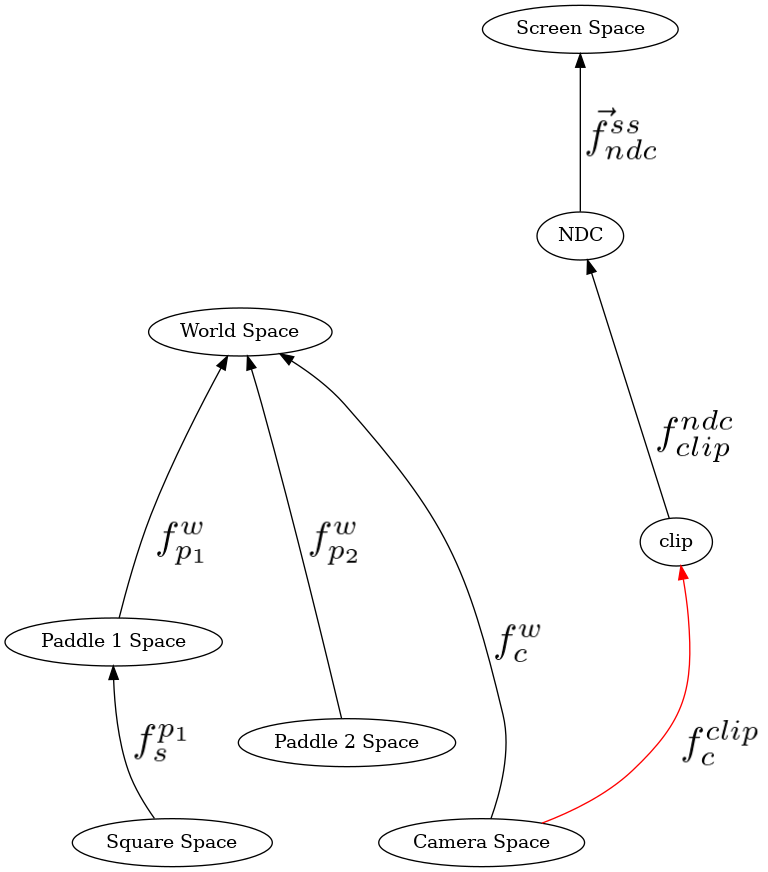 Screen Space
$\vec{f}_{ndc}^{ss}$
NDC
World Space
$f_{clip}^{ndc}$
$f_{p_1}^{w}$
$f_{p_2}^{w}$
clip
Paddle 1 Space
$f_{c}^{w}$
$f_{s}^{p_1}$
Paddle 2 Space
$f_{c}^{clip}$
Square Space
Camera Space